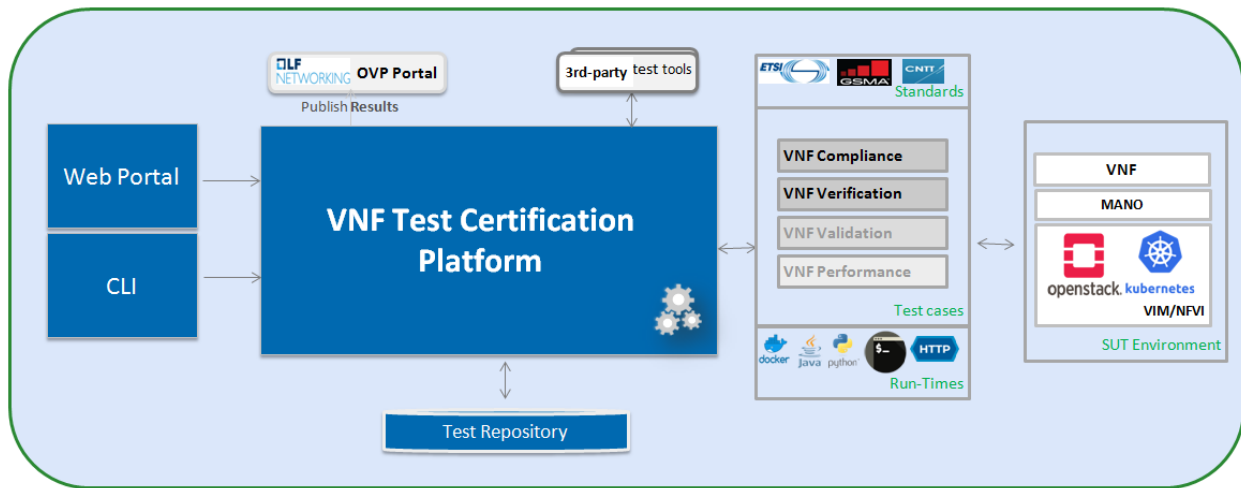 LF
NETWORKING
OVP Portal
Publish Results
3rd-party test tools
Web Portal
CLI
VNF Test Certification
Platform
Test Repository
ETSI
GSMA
CNTT
Standards
VNF Compliance
VNF Verification
VNF Validation
VNF Performance
Test cases
docker
Java
python
$_
HTTP
Run-Times
VNF
MANO
openstack.
kubernetes
VIM/NFVI
SUT Environment